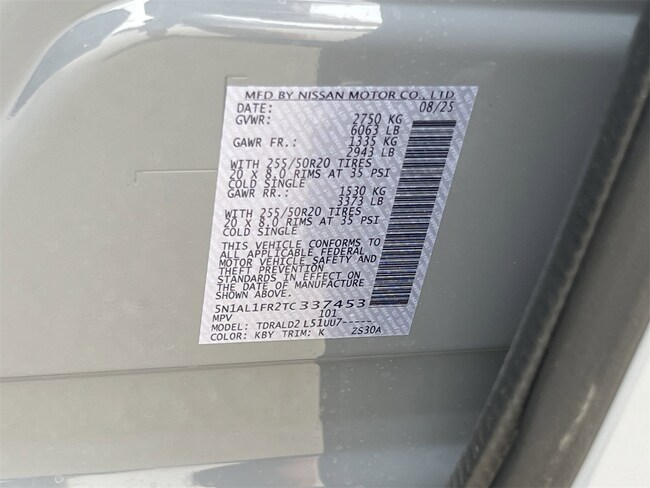 MFD BY NISSAN MOTOR CO., LTD
DATE: 08/25
GVWR: 2750 KG
6063 LB
GAWR FR.: 1335 KG
2943 LB
WITH 255/50R20 TIRES
20 X 8.0 RIMS AT 35 PSI
COLD SINGLE
GAWR RR.: 1530 KG
3373 LB
WITH 255/50R20 TIRES
20 X 8.0 RIMS AT 35 PSI
COLD SINGLE
THIS VEHICLE CONFORMS TO
ALL APPLICABLE FEDERAL
MOTOR VEHICLE SAFETY AND
THEFT PREVENTION
STANDARDS IN EFFECT ON
THE DATE OF MANUFACTURE
SHOWN ABOVE.
5N1AL1FR2TC337453
MPV 101
MODEL: TDRALD2 L51UU7-----
COLOR: KBY TRIM: K ZS30A